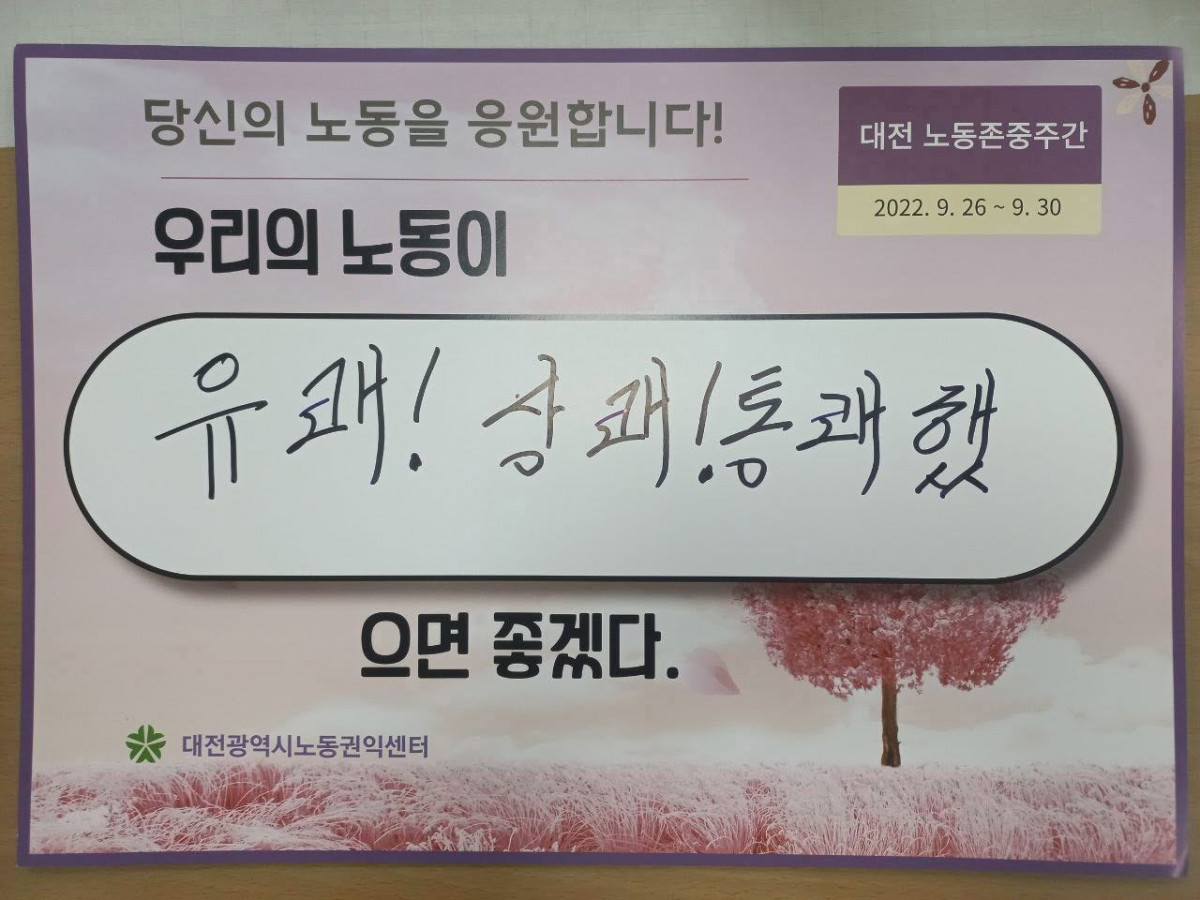 당신의 노동을 응원합니다!
대전 노동존중주간
2022. 9. 26 ~ 9. 30
우리의 노동이
유쾌! 상쾌! 통쾌했
으면 좋겠다.
대전광역시노동권익센터